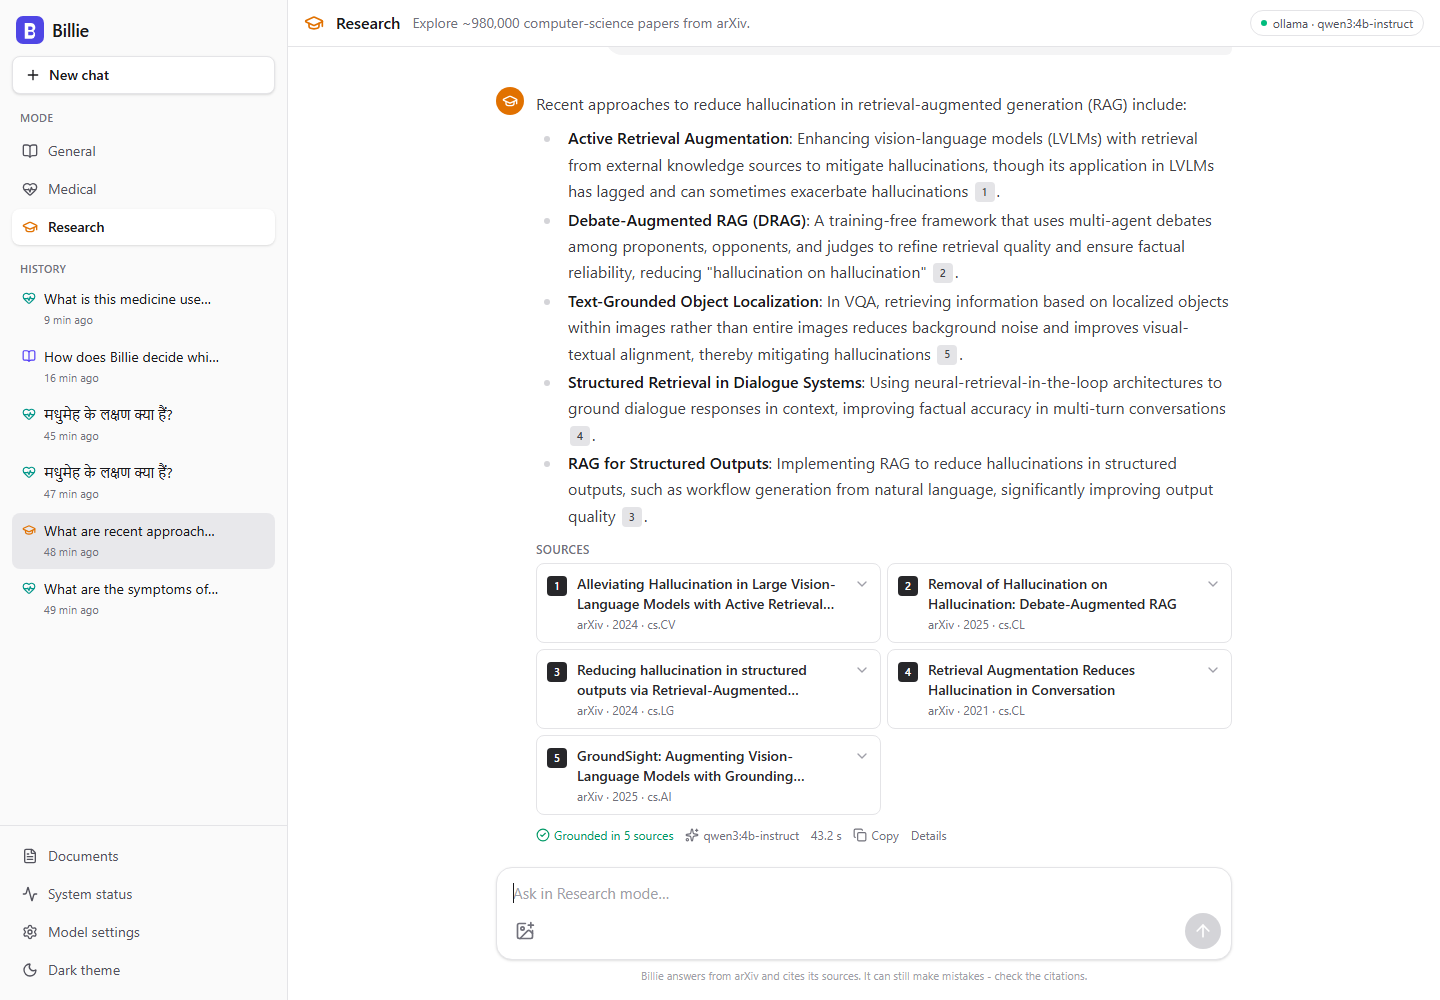 Billie
New chat
MODE
General
Medical
Research
HISTORY
What is this medicine use...
9 min ago
How does Billie decide whi...
16 min ago
मधुमेह के लक्षण क्या हैं?
45 min ago
मधुमेह के लक्षण क्या हैं?
47 min ago
What are recent approach...
48 min ago
What are the symptoms of...
49 min ago
Documents
System status
Model settings
Dark theme
Research Explore ~980,000 computer-science papers from arXiv.
ollama · qwen3:4b-instruct
Recent approaches to reduce hallucination in retrieval-augmented generation (RAG) include:
Active Retrieval Augmentation: Enhancing vision-language models (LVLMs) with retrieval
from external knowledge sources to mitigate hallucinations, though its application in LVLMs
has lagged and can sometimes exacerbate hallucinations 1 .
Debate-Augmented RAG (DRAG): A training-free framework that uses multi-agent debates
among proponents, opponents, and judges to refine retrieval quality and ensure factual
reliability, reducing "hallucination on hallucination" 2 .
Text-Grounded Object Localization: In VQA, retrieving information based on localized objects
within images rather than entire images reduces background noise and improves visual-
textual alignment, thereby mitigating hallucinations 5 .
Structured Retrieval in Dialogue Systems: Using neural-retrieval-in-the-loop architectures to
ground dialogue responses in context, improving factual accuracy in multi-turn conversations
4 .
RAG for Structured Outputs: Implementing RAG to reduce hallucinations in structured
outputs, such as workflow generation from natural language, significantly improving output
quality 3 .
SOURCES
1 Alleviating Hallucination in Large Vision-
Language Models with Active Retrieval...
arXiv · 2024 · cs.CV
2 Removal of Hallucination on
Hallucination: Debate-Augmented RAG
arXiv · 2025 · cs.CL
3 Reducing hallucination in structured
outputs via Retrieval-Augmented...
arXiv · 2024 · cs.LG
4 Retrieval Augmentation Reduces
Hallucination in Conversation
arXiv · 2021 · cs.CL
5 GroundSight: Augmenting Vision-
Language Models with Grounding...
arXiv · 2025 · cs.AI
Grounded in 5 sources qwen3:4b-instruct 43.2 s Copy Details
Ask in Research mode...
Billie answers from arXiv and cites its sources. It can still make mistakes - check the citations.